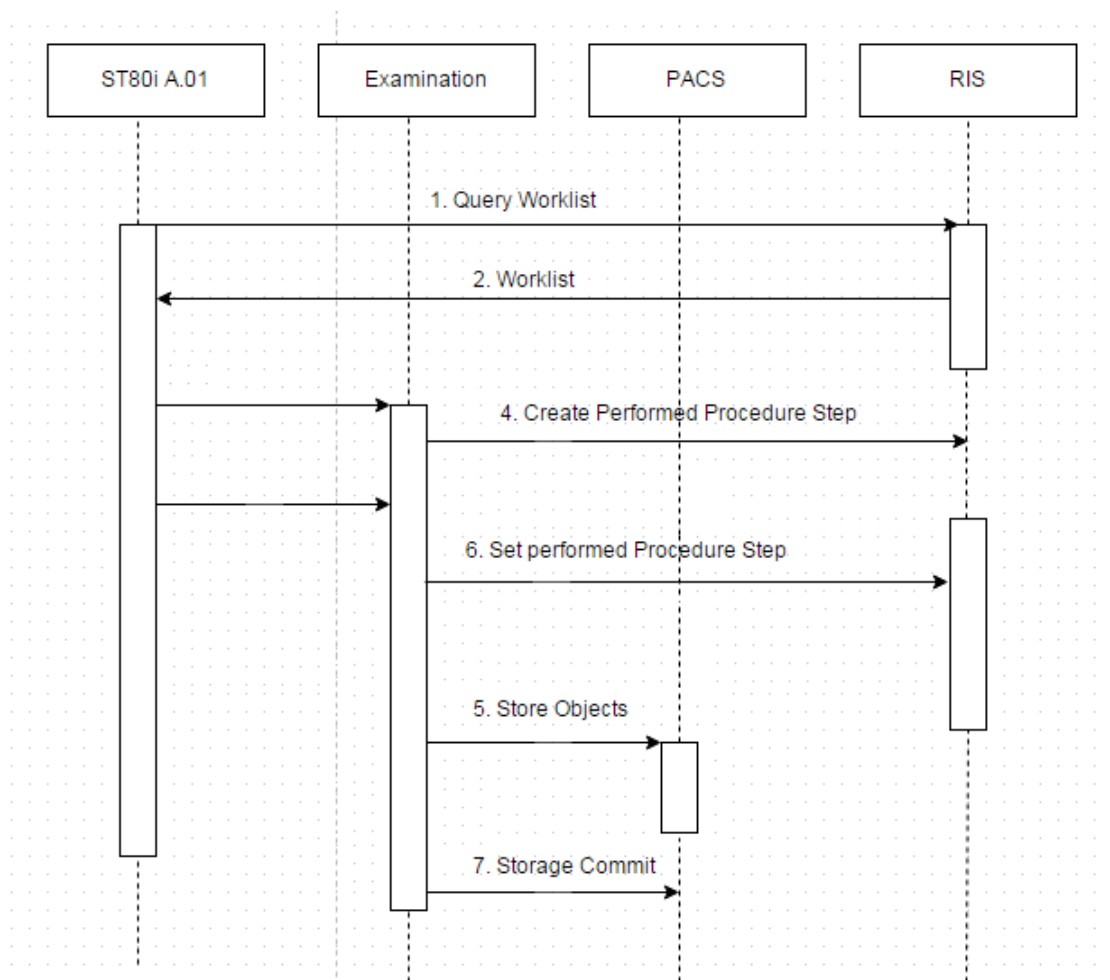 ST80i A.01
Examination
PACS
RIS
1. Query Worklist
2. Worklist
4. Create Performed Procedure Step
6. Set performed Procedure Step
5. Store Objects
7. Storage Commit